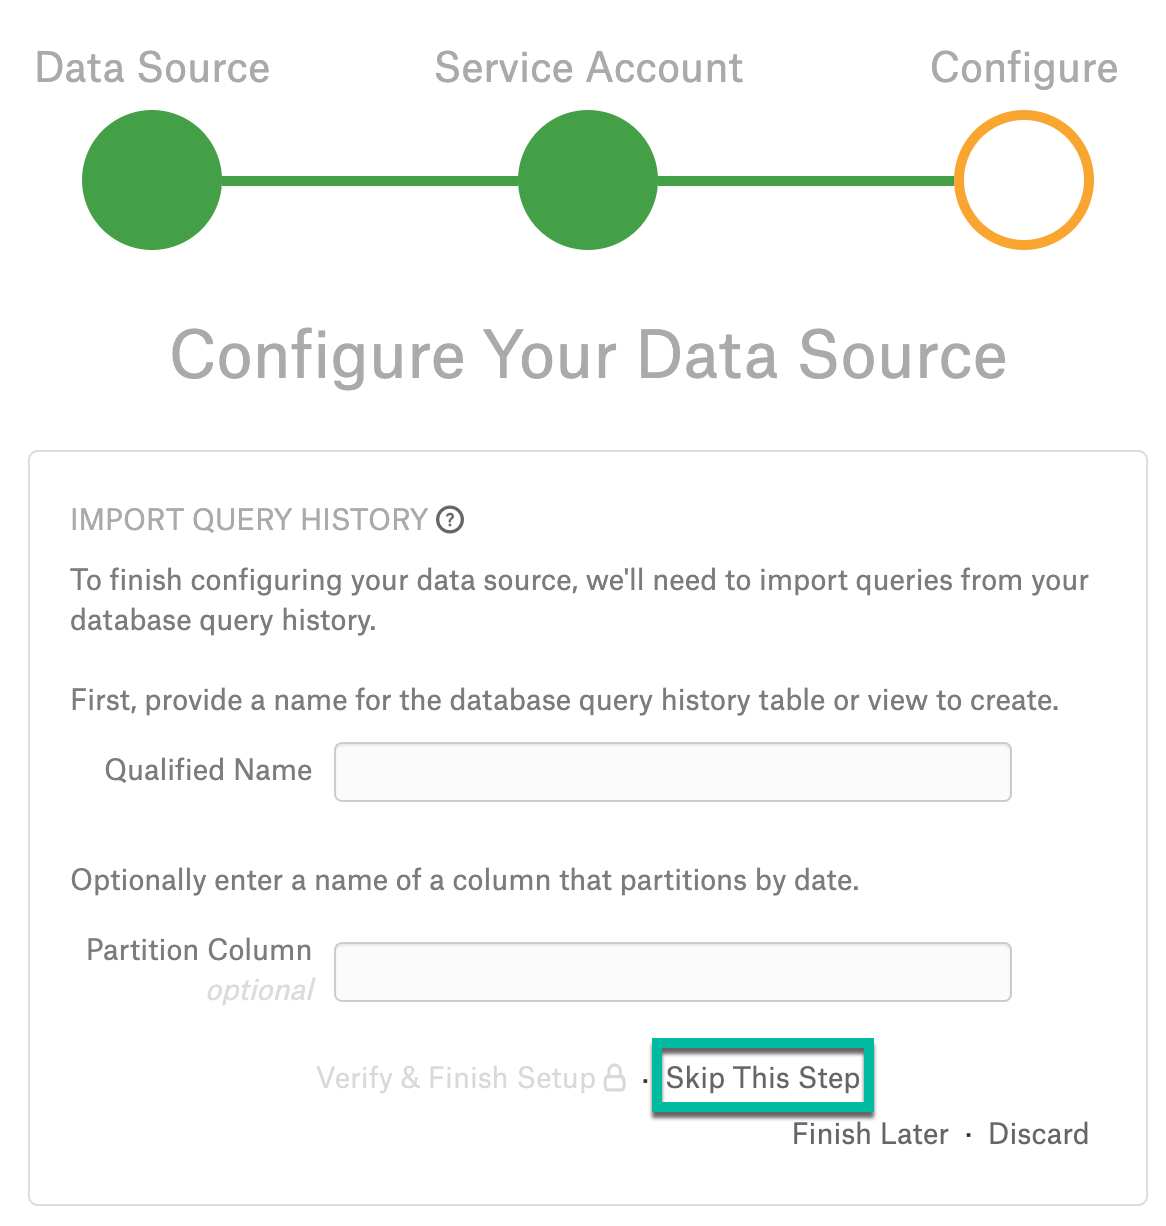 Data Source Service Account Configure
Configure Your Data Source
IMPORT QUERY HISTORY ?
To finish configuring your data source, we'll need to import queries from your
database query history.
First, provide a name for the database query history table or view to create.
Qualified Name
Optionally enter a name of a column that partitions by date.
Partition Column
optional
Verify & Finish Setup · Skip This Step
Finish Later · Discard